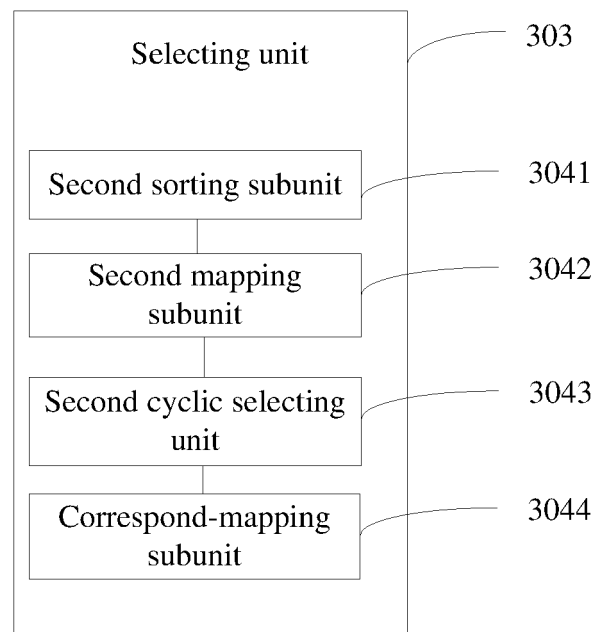 Selecting unit
303
Second sorting subunit
3041
Second mapping
subunit
3042
Second cyclic selecting
unit
3043
Correspond-mapping
subunit
3044